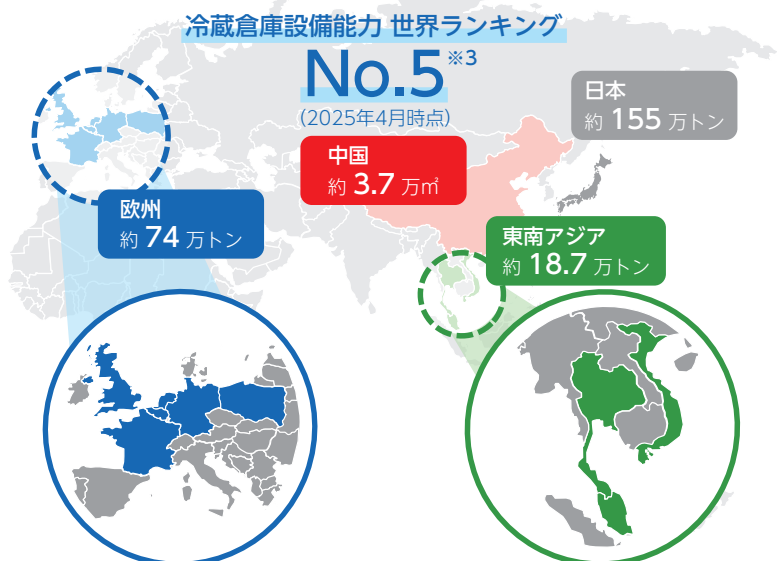 冷蔵倉庫設備能力 世界ランキング
No.5※3
(2025年4月時点)
日本
約 155 万トン
中国
約 3.7 万㎡
欧州
約 74 万トン
東南アジア
約 18.7 万トン